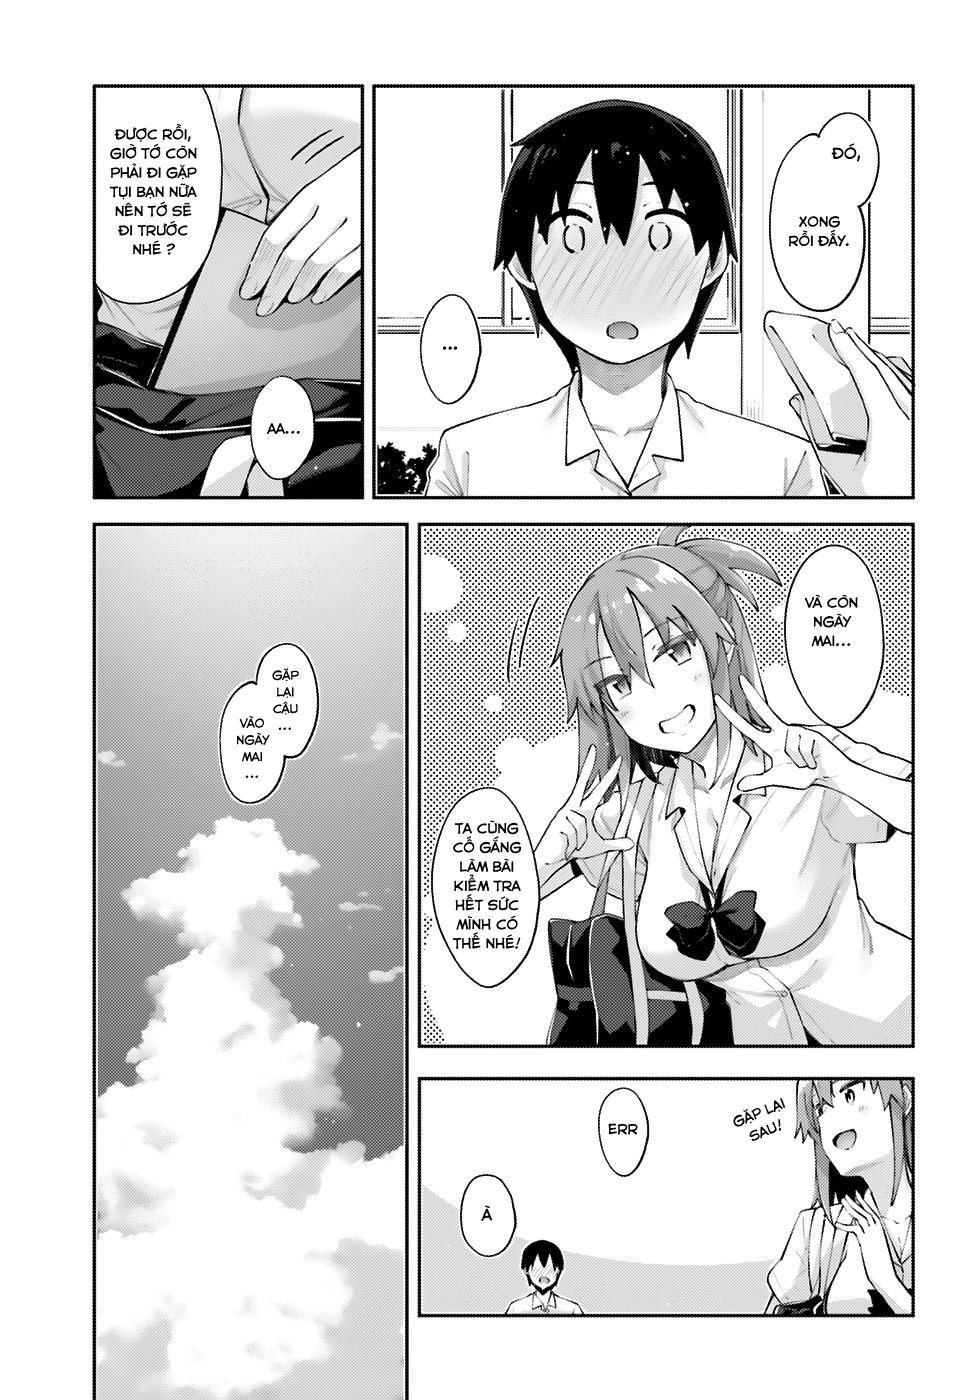 ĐÓ,
XONG
RỒI ĐẤY.
...
ĐƯỢC RỒI,
GIỜ TỚ CÒN
PHẢI ĐI GẶP
TỤI BẠN NỮA
NÊN TỚ SẼ
ĐI TRƯỚC
NHÉ ?
AA...
VÀ CÒN
NGÀY
MAI...
TA CŨNG
CỐ GẮNG
LÀM BÀI
KIỂM TRA
HẾT SỨC
MÌNH CÓ
THỂ NHÉ!
GẶP LẠI
SAU!
ERR
À
GẶP
LẠI
CẬU
...
VÀO
NGÀY
MAI
...